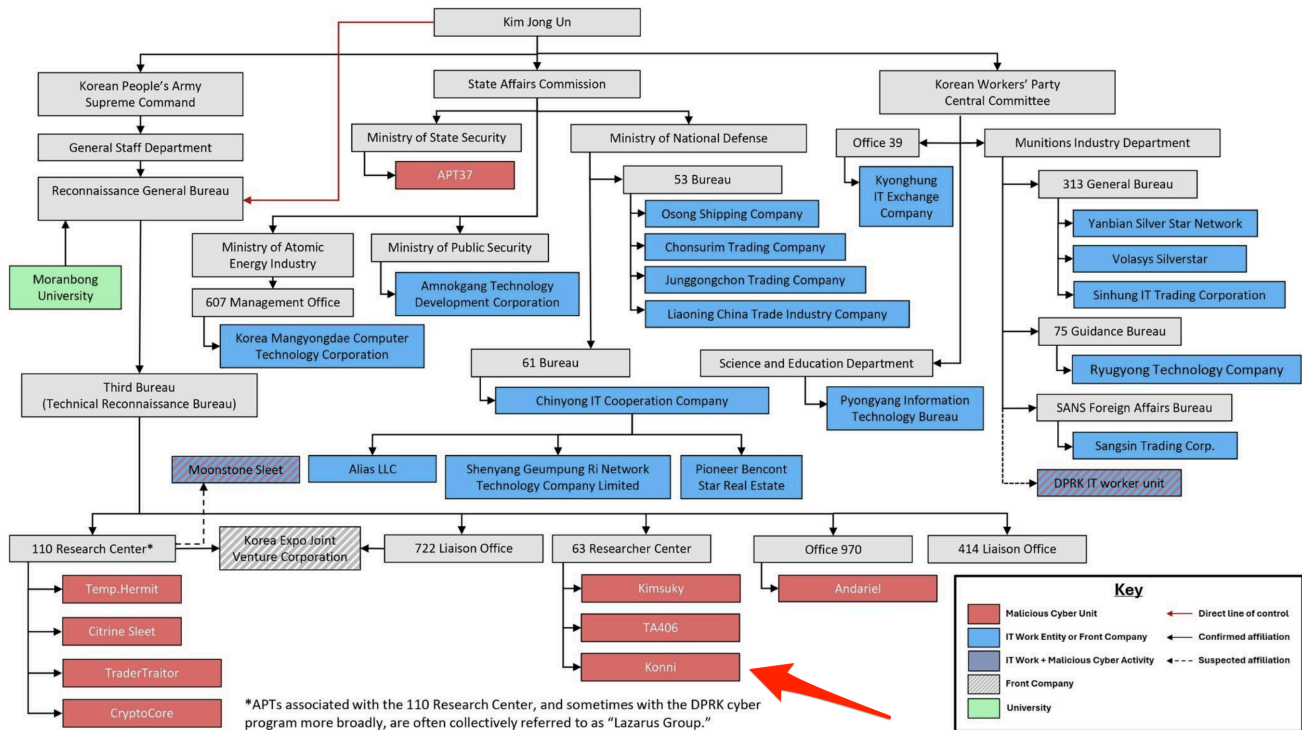 Kim Jong Un
Korean People's Army
Supreme Command
State Affairs Commission
Korean Workers' Party
Central Committee
General Staff Department
Ministry of State Security
Ministry of National Defense
Office 39
Munitions Industry Department
Reconnaissance General Bureau
APT37
53 Bureau
Kyonghung
IT Exchange
Company
313 General Bureau
Osong Shipping Company
Yanbian Silver Star Network
Ministry of Atomic
Energy Industry
Ministry of Public Security
Chonsurim Trading Company
Volasys Silverstar
Moranbong
University
Amnokgang Technology
Development Corporation
Junggongchon Trading Company
Sinhung IT Trading Corporation
607 Management Office
Liaoning China Trade Industry Company
Korea Mangyongdae Computer
Technology Corporation
75 Guidance Bureau
61 Bureau
Science and Education Department
Ryugyong Technology Company
Third Bureau
(Technical Reconnaissance Bureau)
Chinyong IT Cooperation Company
Pyongyang Information
Technology Bureau
SANS Foreign Affairs Bureau
Sangsin Trading Corp.
Moonstone Sleet
Alias LLC
Shenyang Geumpung Ri Network
Technology Company Limited
Pioneer Bencont
Star Real Estate
DPRK IT worker unit
110 Research Center*
Korea Expo Joint
Venture Corporation
722 Liaison Office
63 Researcher Center
Office 970
414 Liaison Office
Temp.Hermit
Kimsuky
Andariel
Citrine Sleet
TA406
TraderTraitor
Konni
CryptoCore
*APTs associated with the 110 Research Center, and sometimes with the DPRK cyber
program more broadly, are often collectively referred to as "Lazarus Group."
Key
Malicious Cyber Unit
Direct line of control
IT Work Entity or Front Company
Confirmed affiliation
IT Work + Malicious Cyber Activity
Suspected affiliation
Front Company
University